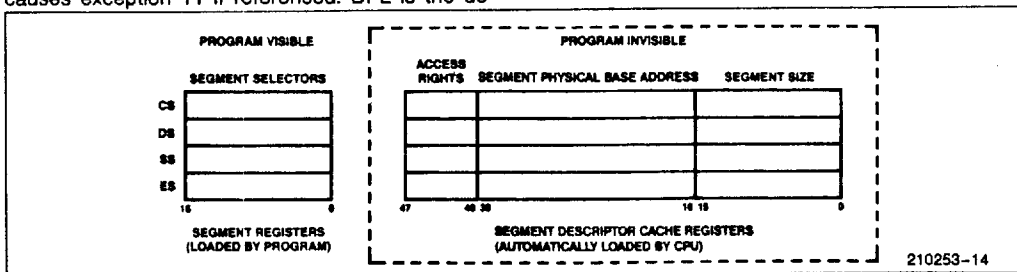 causes exception 11 if referenced. DPL is the de-
PROGRAM VISIBLE
PROGRAM INVISIBLE
ACCESS
RIGHTS
SEGMENT SELECTORS
SEGMENT PHYSICAL BASE ADDRESS
SEGMENT SIZE
CS
DS
SS
ES
15
0
47
40 39
16 15
0
SEGMENT REGISTERS
(LOADED BY PROGRAM)
SEGMENT DESCRIPTOR CACHE REGISTERS
(AUTOMATICALLY LOADED BY CPU)
210253–14